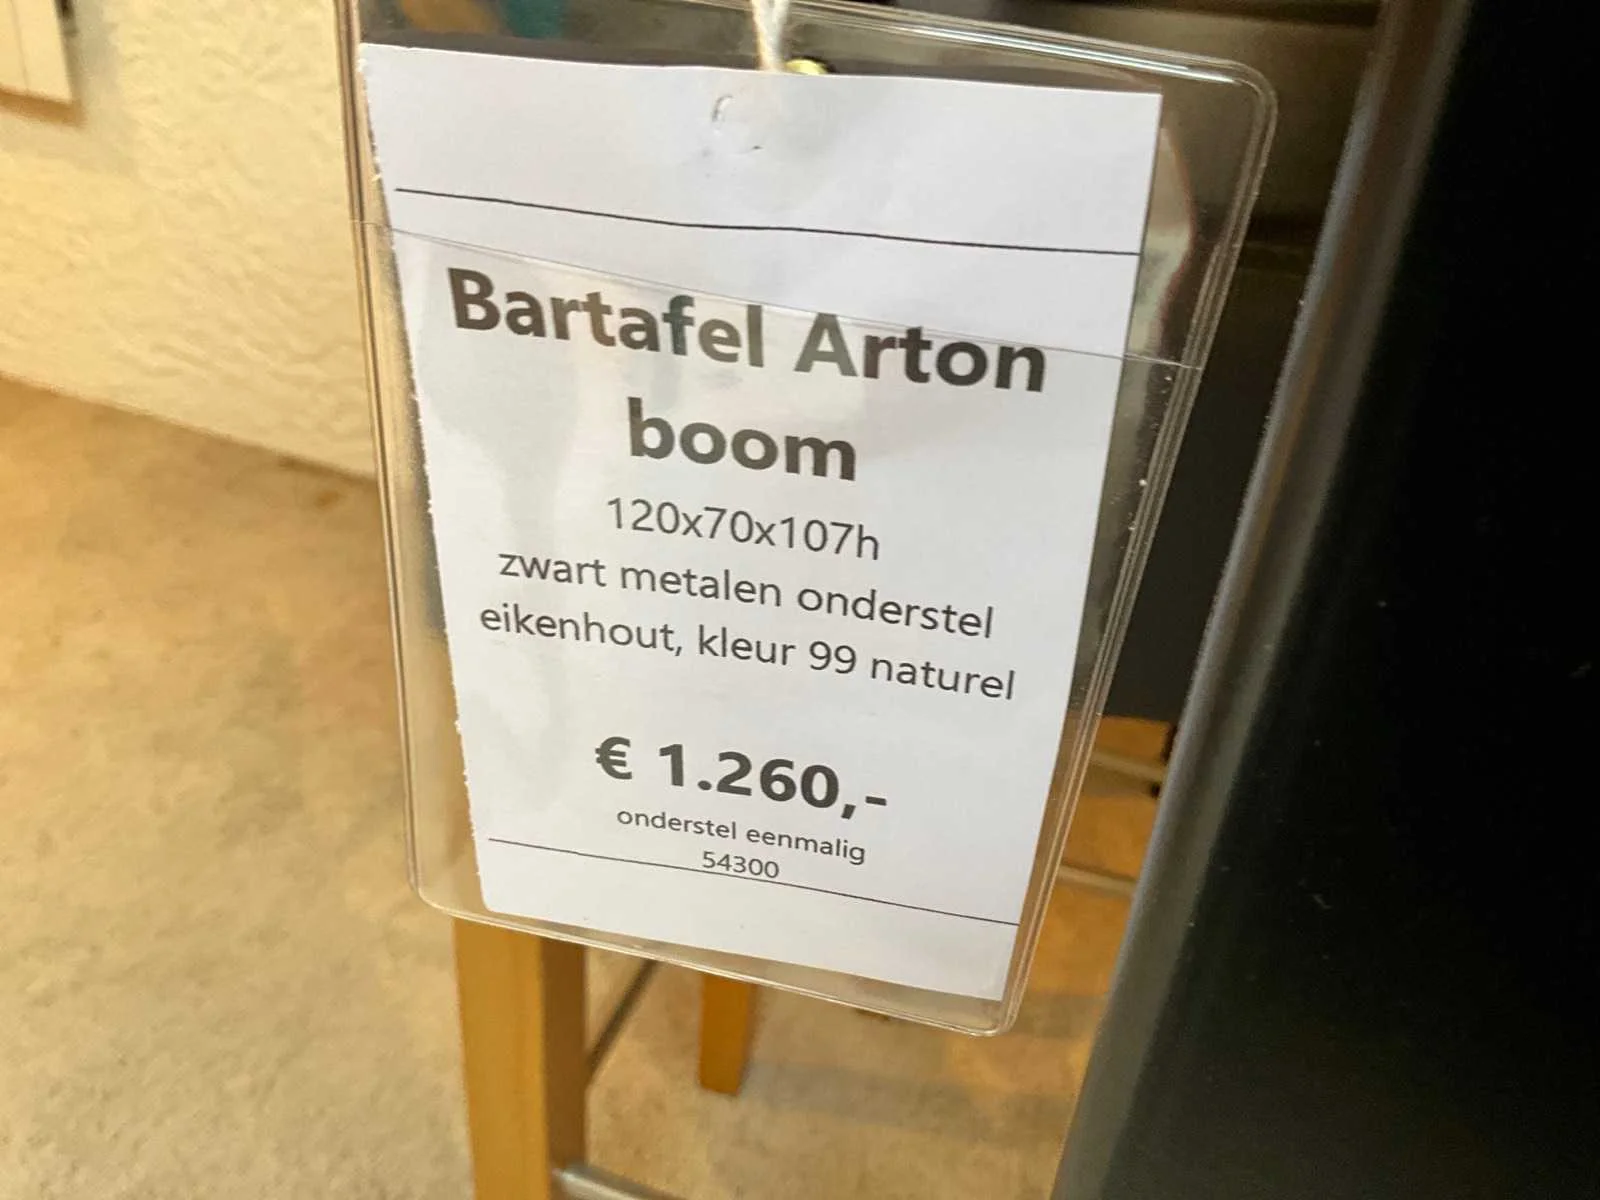 Bartafel Arton
boom
120x70x107h
zwart metalen onderstel
eikenhout, kleur 99 naturel
€ 1.260,-
onderstel eenmalig
54300